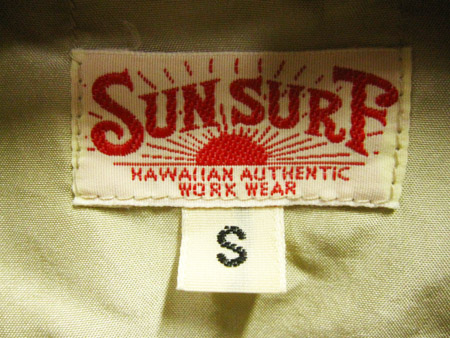 SUN SURF
HAWAIIAN AUTHENTIC
WORK WEAR
S